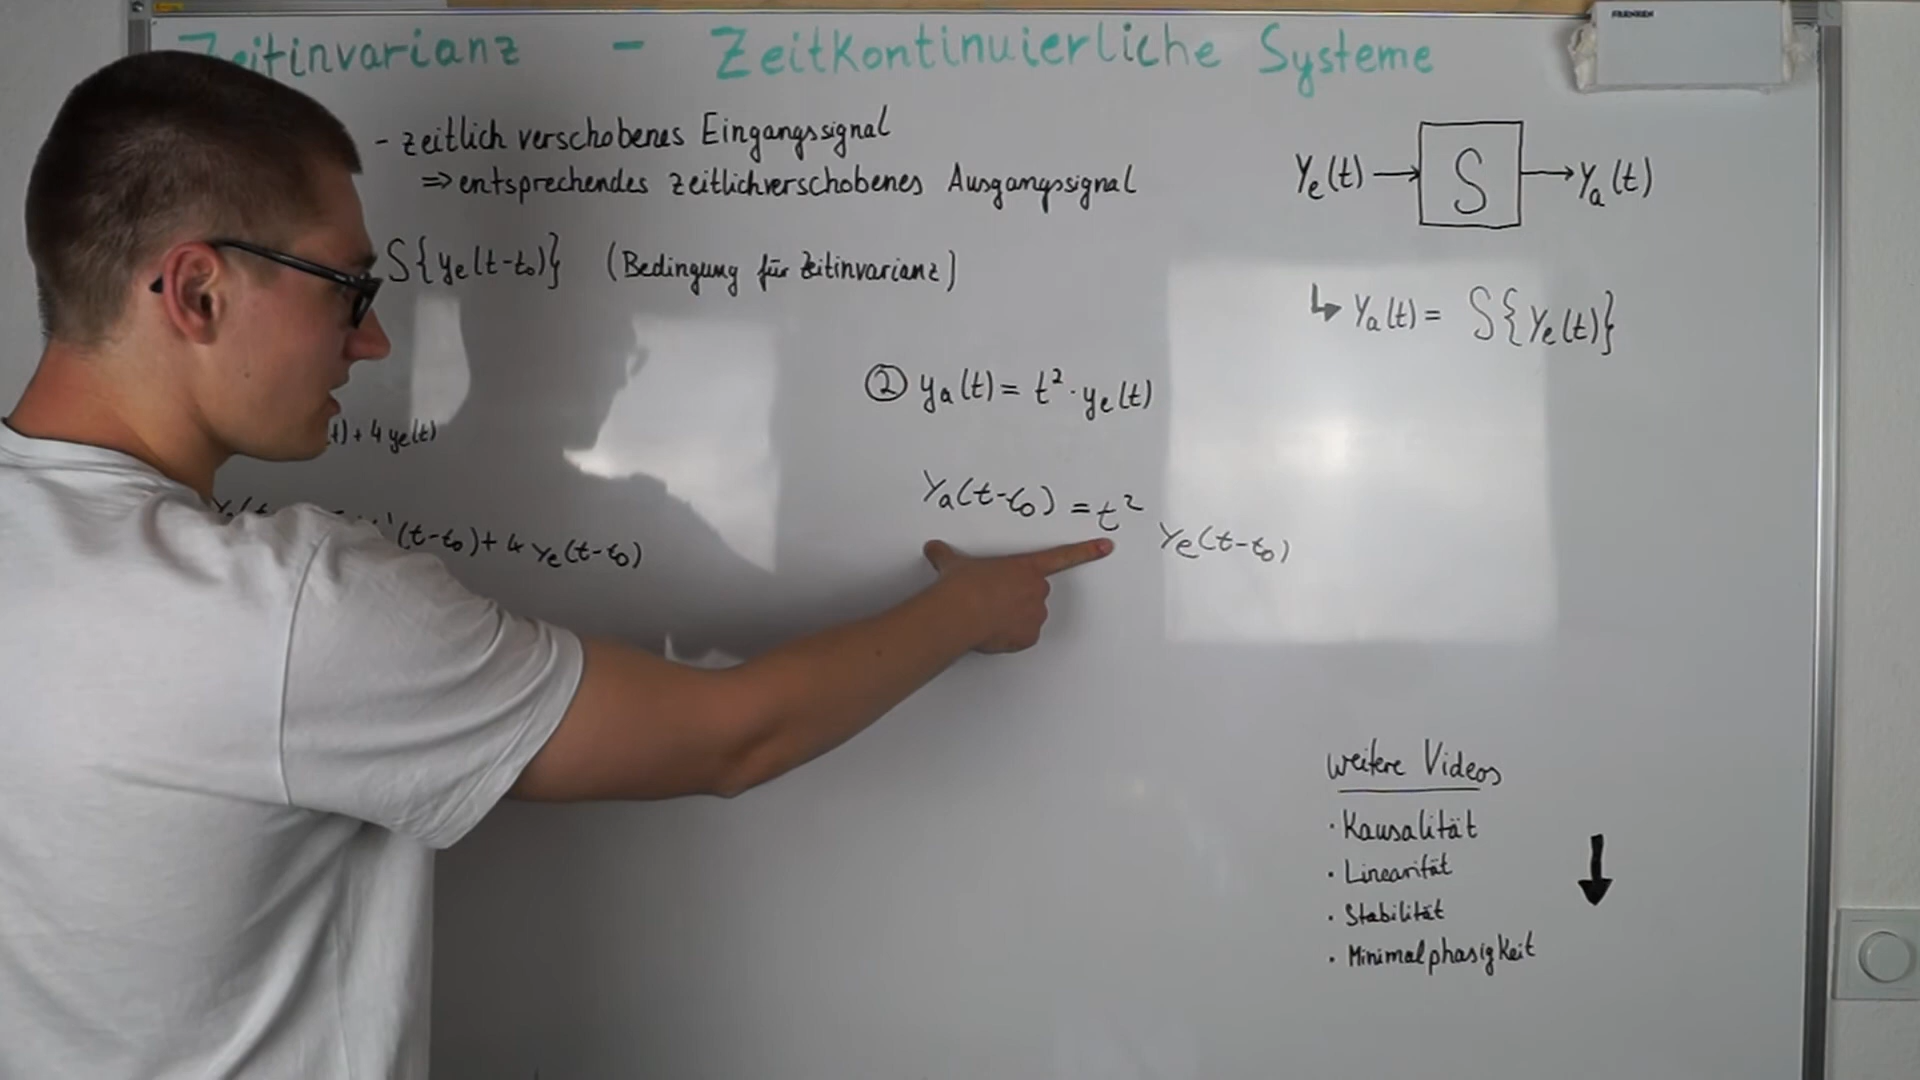 Zeitinvarianz - Zeitkontinuierliche Systeme
- zeitlich verschobenes Eingangssignal
=> entsprechendes zeitlichverschobenes Ausgangssignal
S{ye(t-t₀)} (Bedingung für Zeitinvarianz)
Ye(t) → S → Ya(t)
↳ Ya(t) = S{Ye(t)}
② ya(t) = t² · ye(t)
t) + 4 ye(t)
Ya(t-t₀) = t² Ye(t-t₀)
'(t-t₀) + 4 Ye(t-t₀)
weitere Videos
· Kausalität
· Linearität
· Stabilität
· Minimalphasigkeit